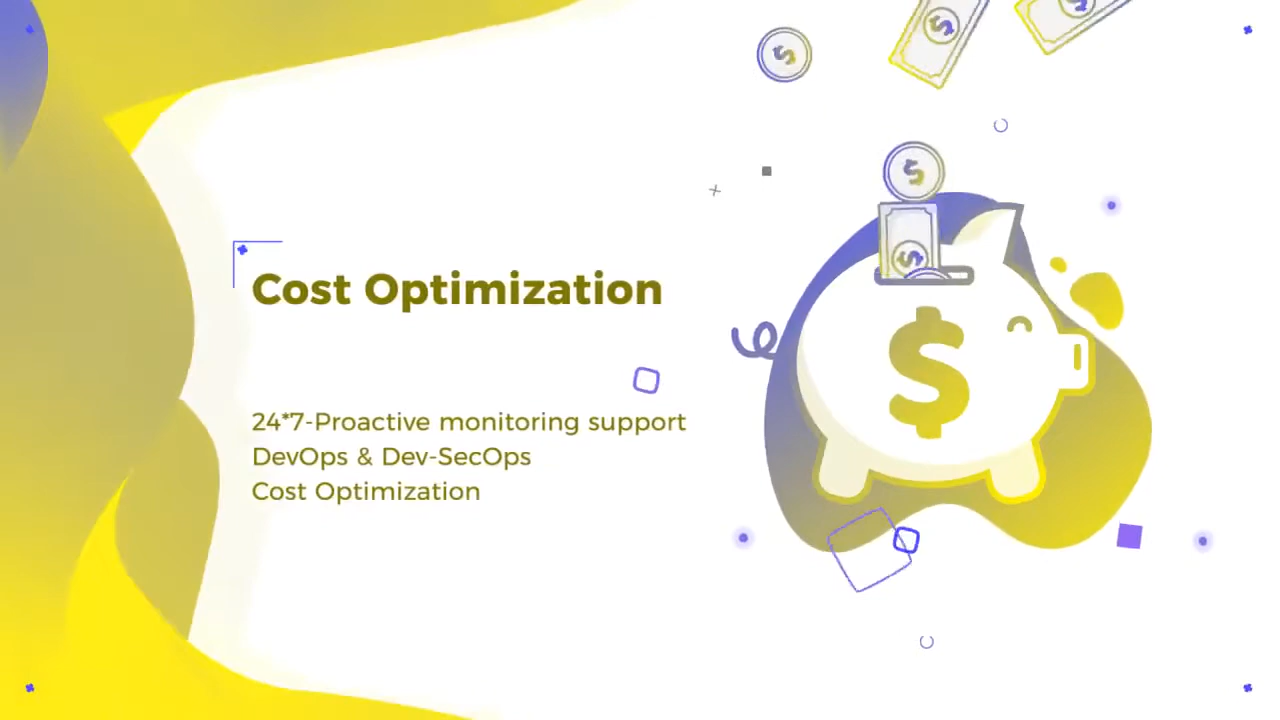 Cost Optimization
24*7-Proactive monitoring support
DevOps & Dev-SecOps
Cost Optimization
$
$
$
$
$
$